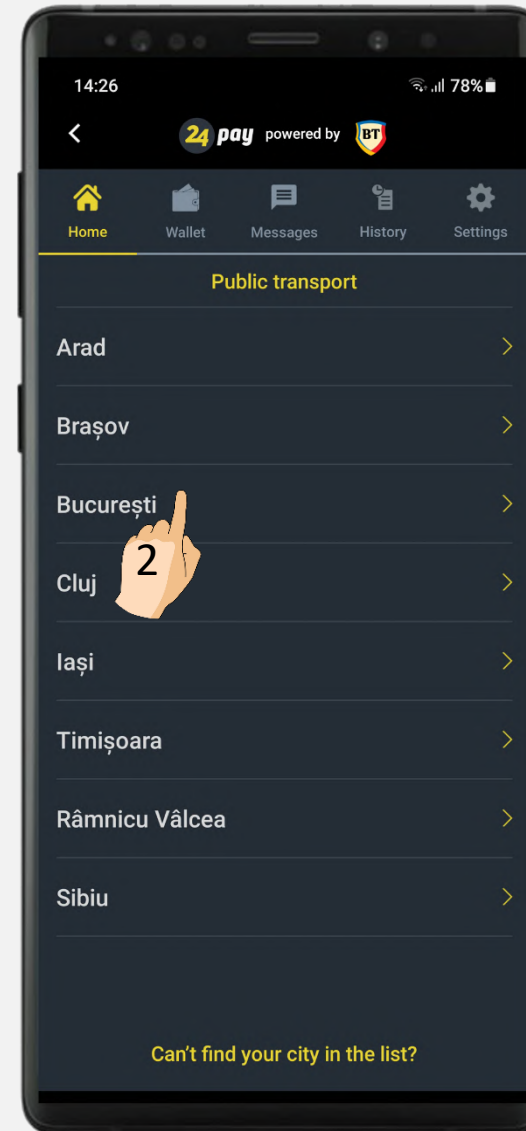 14:26 78%
24 pay powered by BT
Home Wallet Messages History Settings
Public transport
Arad
Brașov
București
2
Cluj
Iași
Timișoara
Râmnicu Vâlcea
Sibiu
Can't find your city in the list?